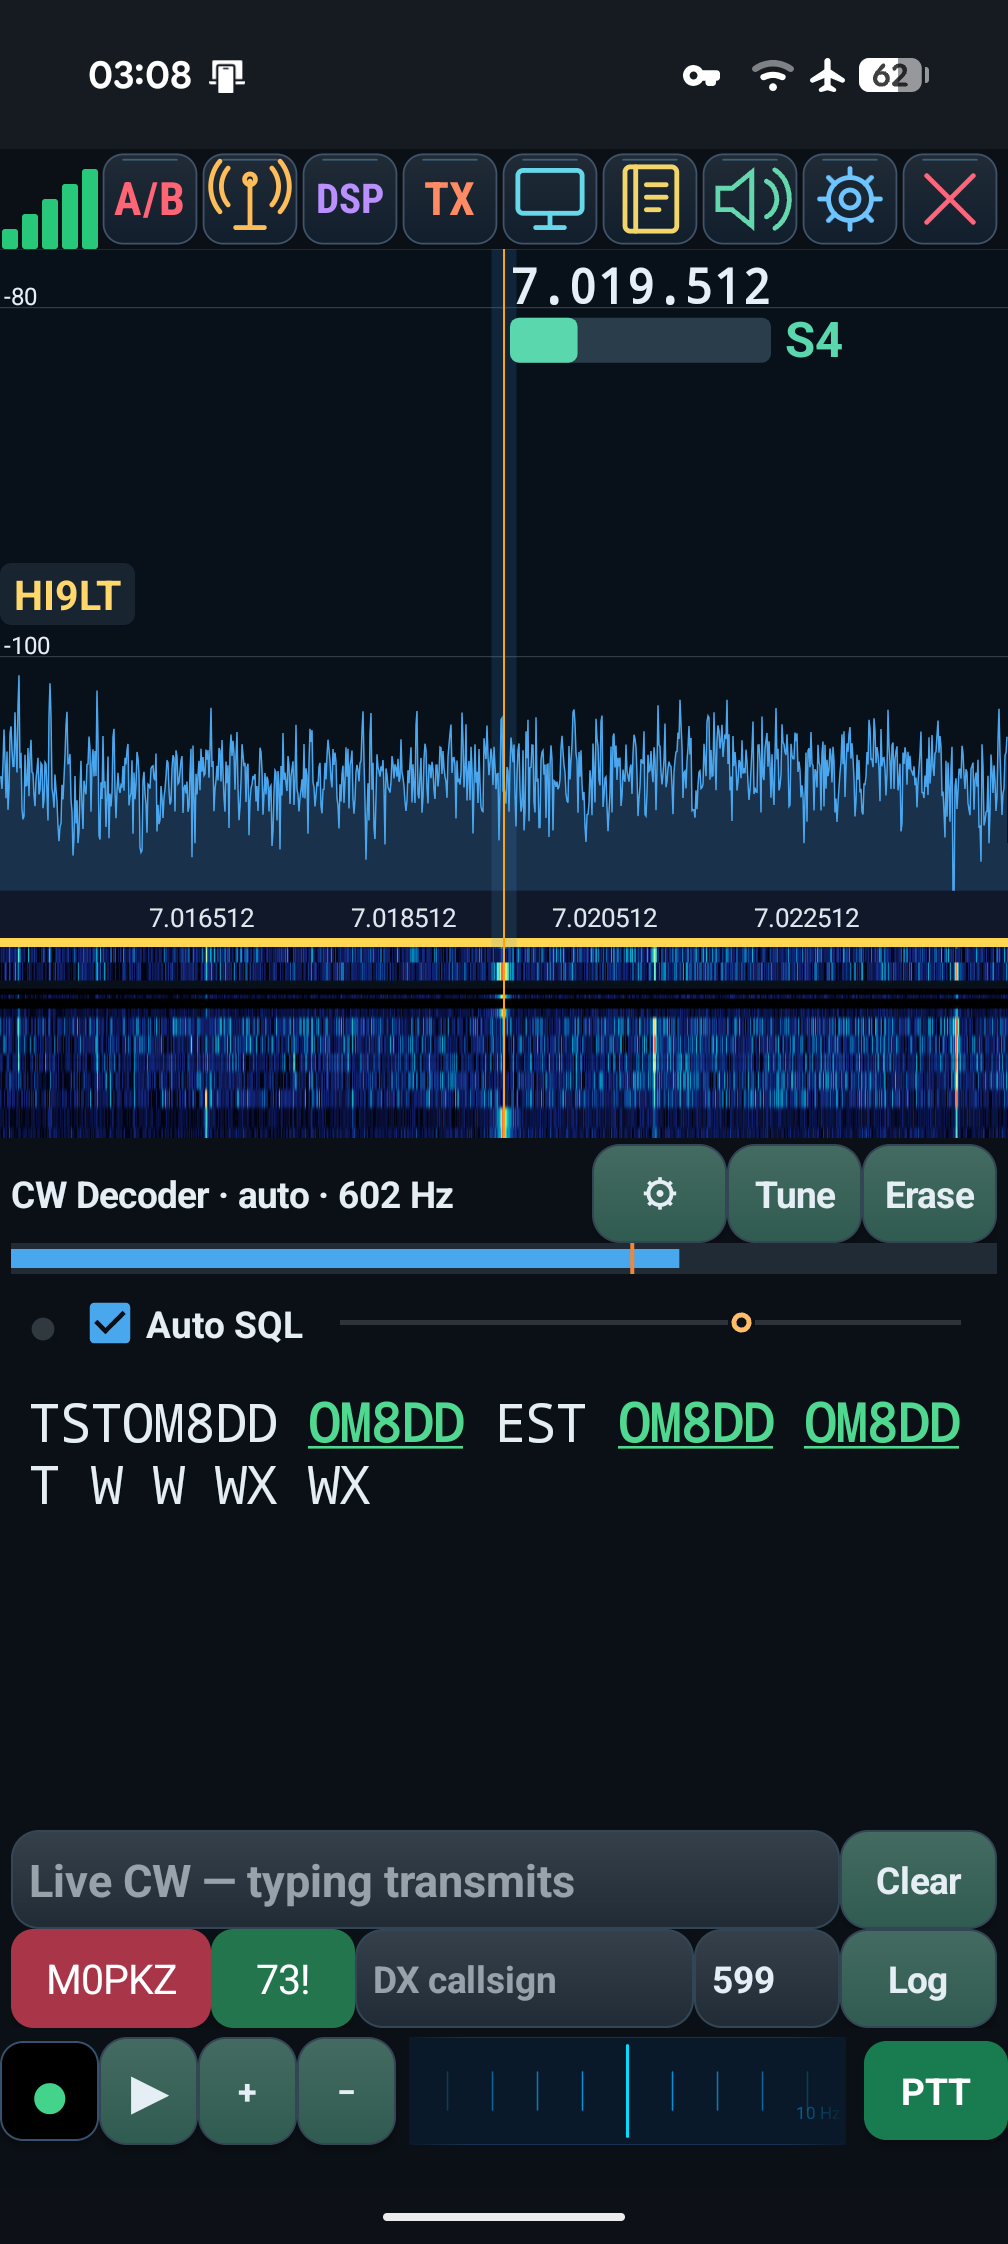 03:08 62
A/B DSP TX
7.019.512
-80
S4
HI9LT
-100
7.016512 7.018512 7.020512 7.022512
CW Decoder · auto · 602 Hz
Tune Erase
Auto SQL
TSTOM8DD OM8DD EST OM8DD OM8DD
T W W WX WX
Live CW — typing transmits Clear
M0PKZ 73! DX callsign 599 Log
+ − 10 Hz PTT